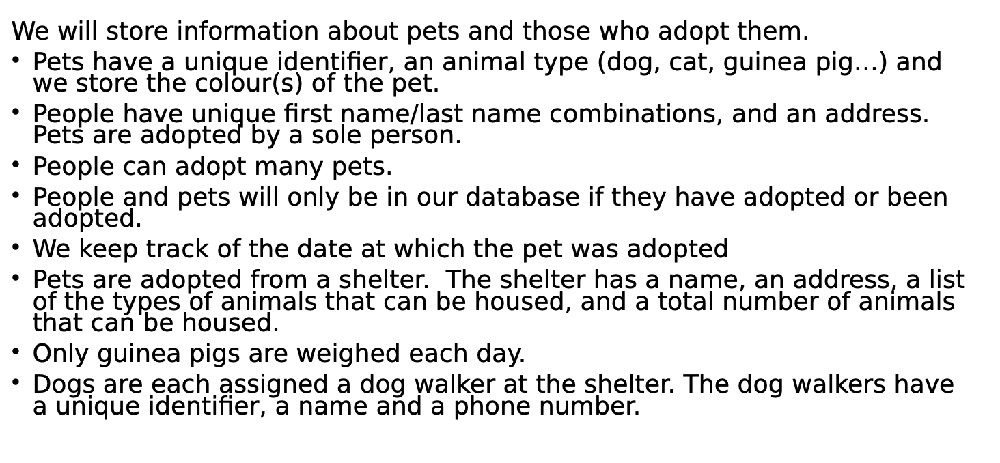 We will store information about pets and those who adopt them.
• Pets have a unique identifier, an animal type (dog, cat, guinea pig…) and
we store the colour(s) of the pet.
• People have unique first name/last name combinations, and an address.
Pets are adopted by a sole person.
• People can adopt many pets.
• People and pets will only be in our database if they have adopted or been
adopted.
• We keep track of the date at which the pet was adopted
• Pets are adopted from a shelter.  The shelter has a name, an address, a list
of the types of animals that can be housed, and a total number of animals
that can be housed.
• Only guinea pigs are weighed each day.
• Dogs are each assigned a dog walker at the shelter. The dog walkers have
a unique identifier, a name and a phone number.